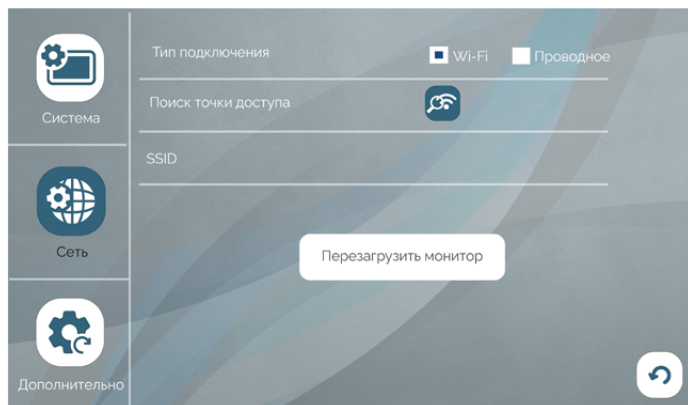 Система
Сеть
Дополнительно
Тип подключения
Wi-Fi
Проводное
Поиск точки доступа
SSID
Перезагрузить монитор